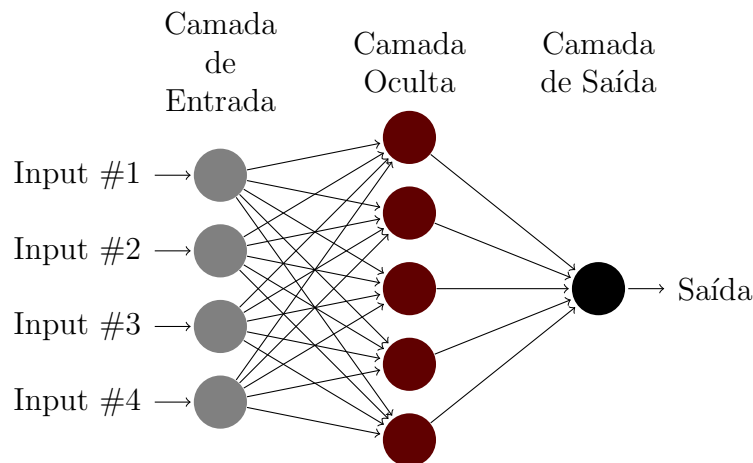 Camada
de
Entrada
Camada
Oculta
Camada
de Saída
Input #1
Input #2
Input #3
Input #4
Saída